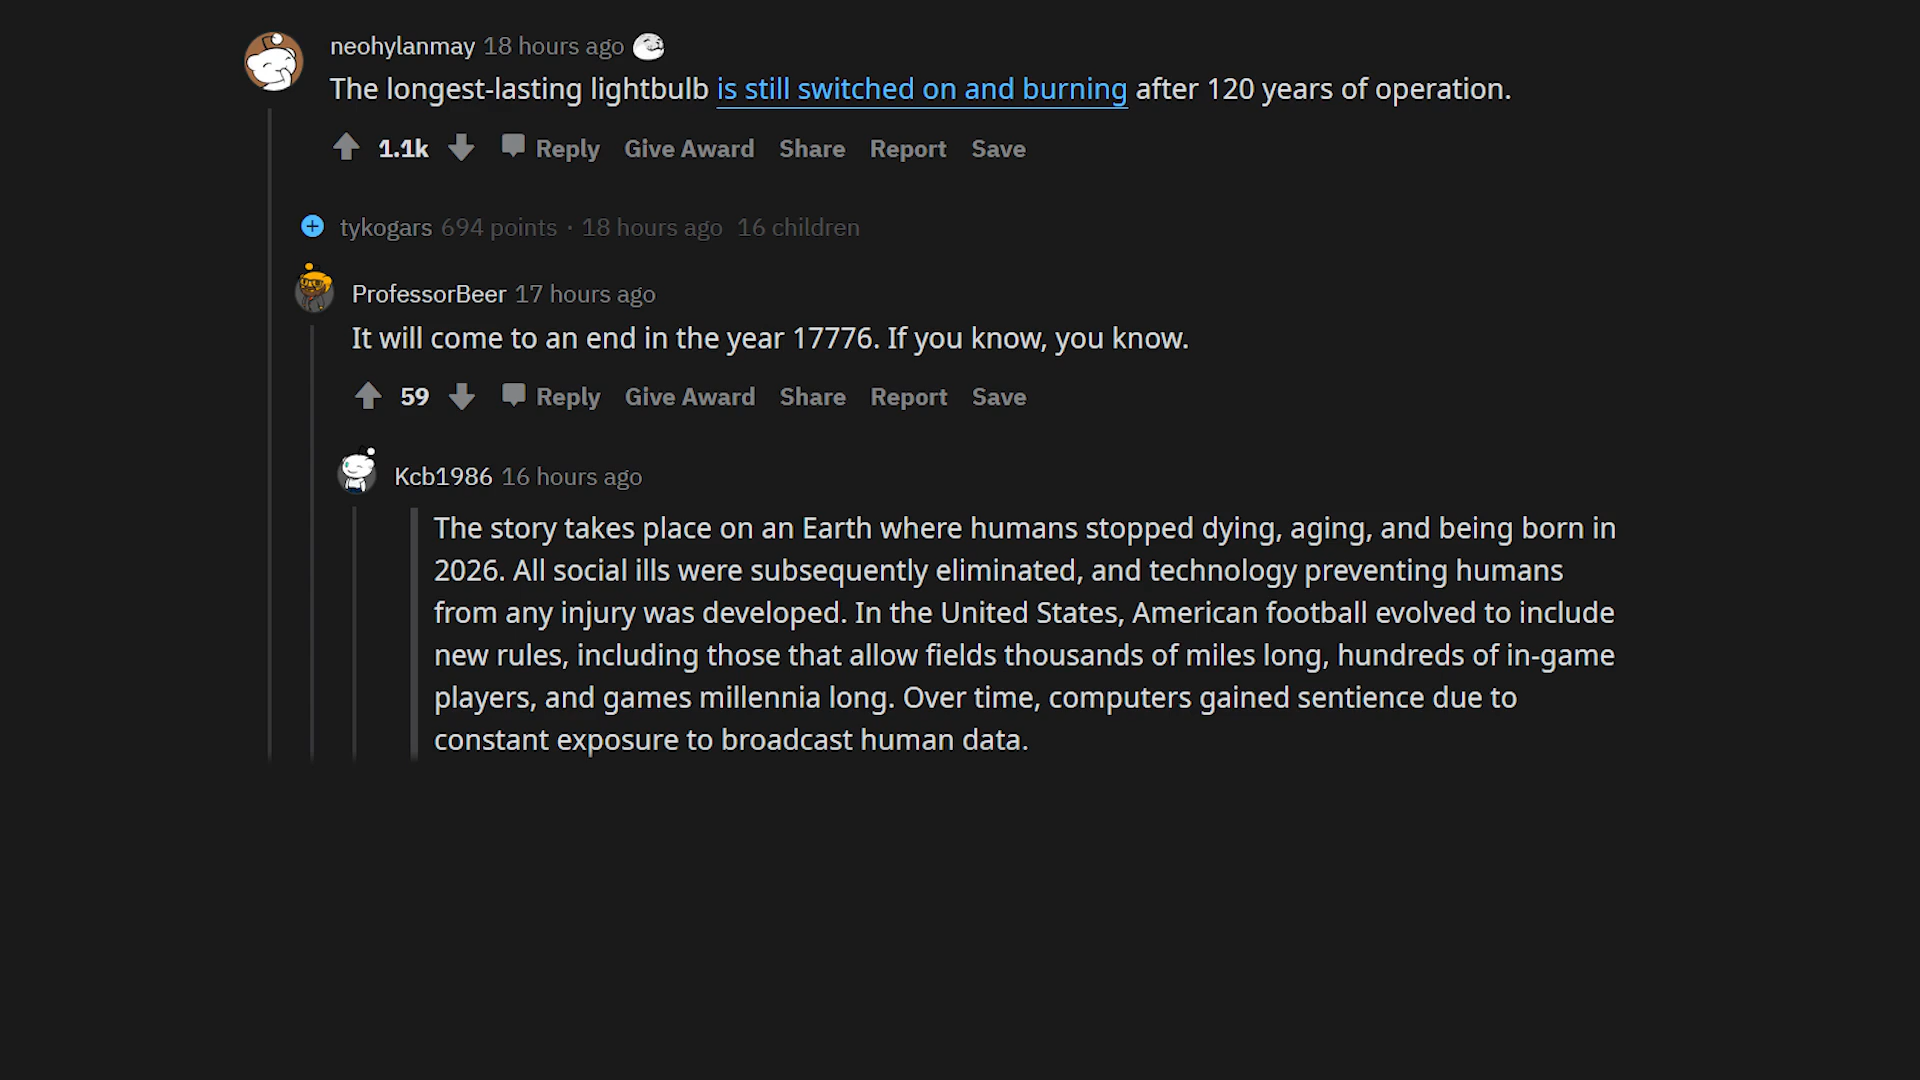 neohylanmay 18 hours ago
The longest-lasting lightbulb is still switched on and burning after 120 years of operation.
1.1k Reply Give Award Share Report Save
tykogars 694 points · 18 hours ago 16 children
ProfessorBeer 17 hours ago
It will come to an end in the year 17776. If you know, you know.
59 Reply Give Award Share Report Save
Kcb1986 16 hours ago
The story takes place on an Earth where humans stopped dying, aging, and being born in
2026. All social ills were subsequently eliminated, and technology preventing humans
from any injury was developed. In the United States, American football evolved to include
new rules, including those that allow fields thousands of miles long, hundreds of in-game
players, and games millennia long. Over time, computers gained sentience due to
constant exposure to broadcast human data.